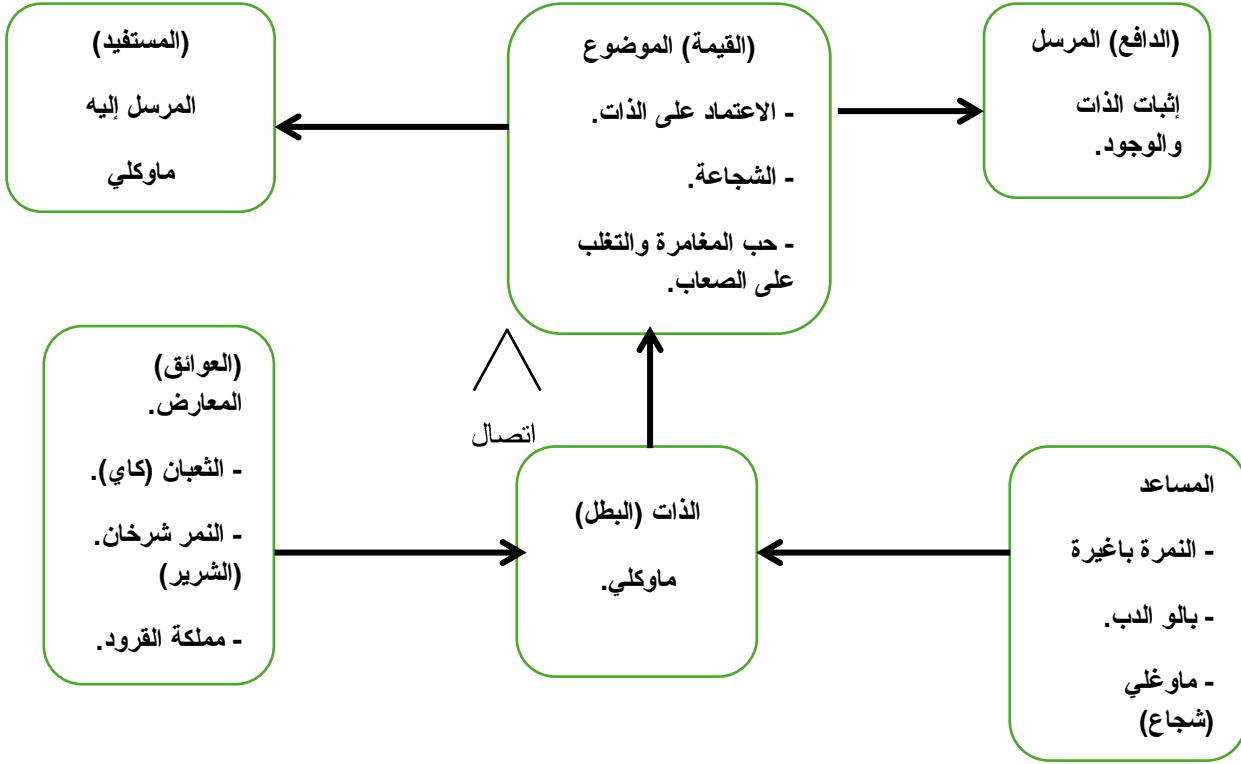 (الدافع) المرسل
إثبات الذات
والوجود.
(القيمة) الموضوع
- الاعتماد على الذات.
- الشجاعة.
- حب المغامرة والتغلب
على الصعاب.
(المستفيد)
المرسل إليه
ماوكلي
اتصال
المساعد
- النمرة باغيرة
- بالو الدب.
- ماوغلي
(شجاع)
الذات (البطل)
ماوكلي.
(العوائق)
المعارض.
- الثعبان (كاي).
- النمر شرخان.
(الشرير)
- مملكة القرود.